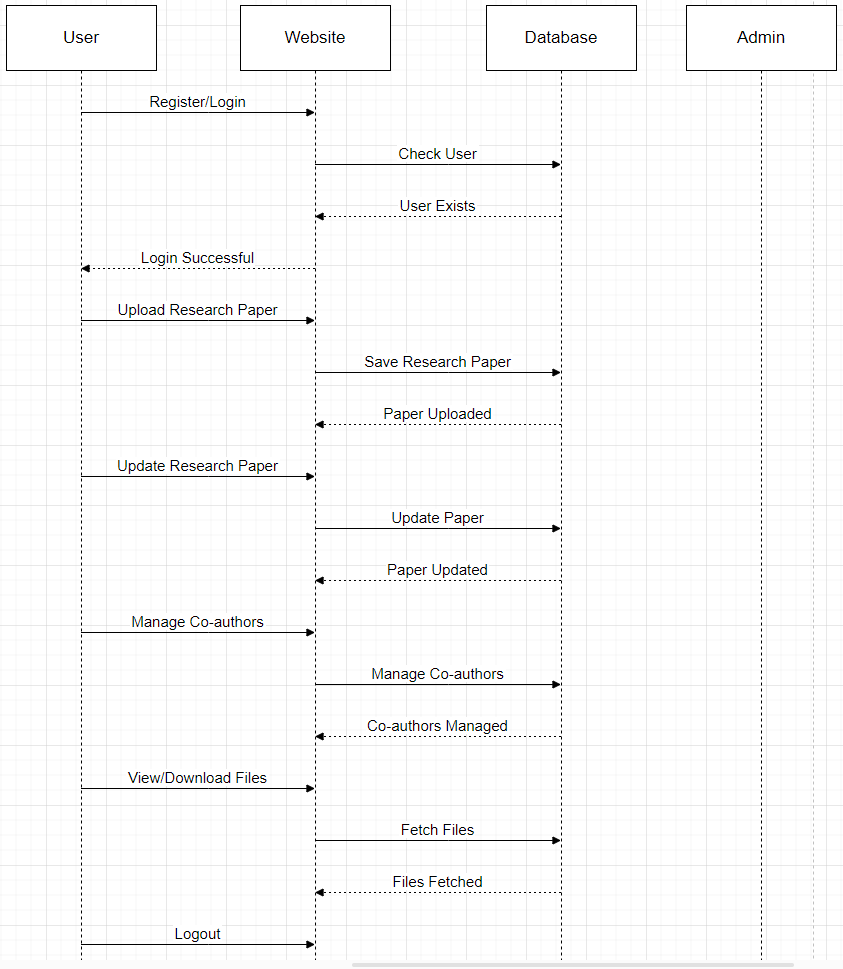 User
Website
Database
Admin
Register/Login
Check User
User Exists
Login Successful
Upload Research Paper
Save Research Paper
Paper Uploaded
Update Research Paper
Update Paper
Paper Updated
Manage Co-authors
Manage Co-authors
Co-authors Managed
View/Download Files
Fetch Files
Files Fetched
Logout